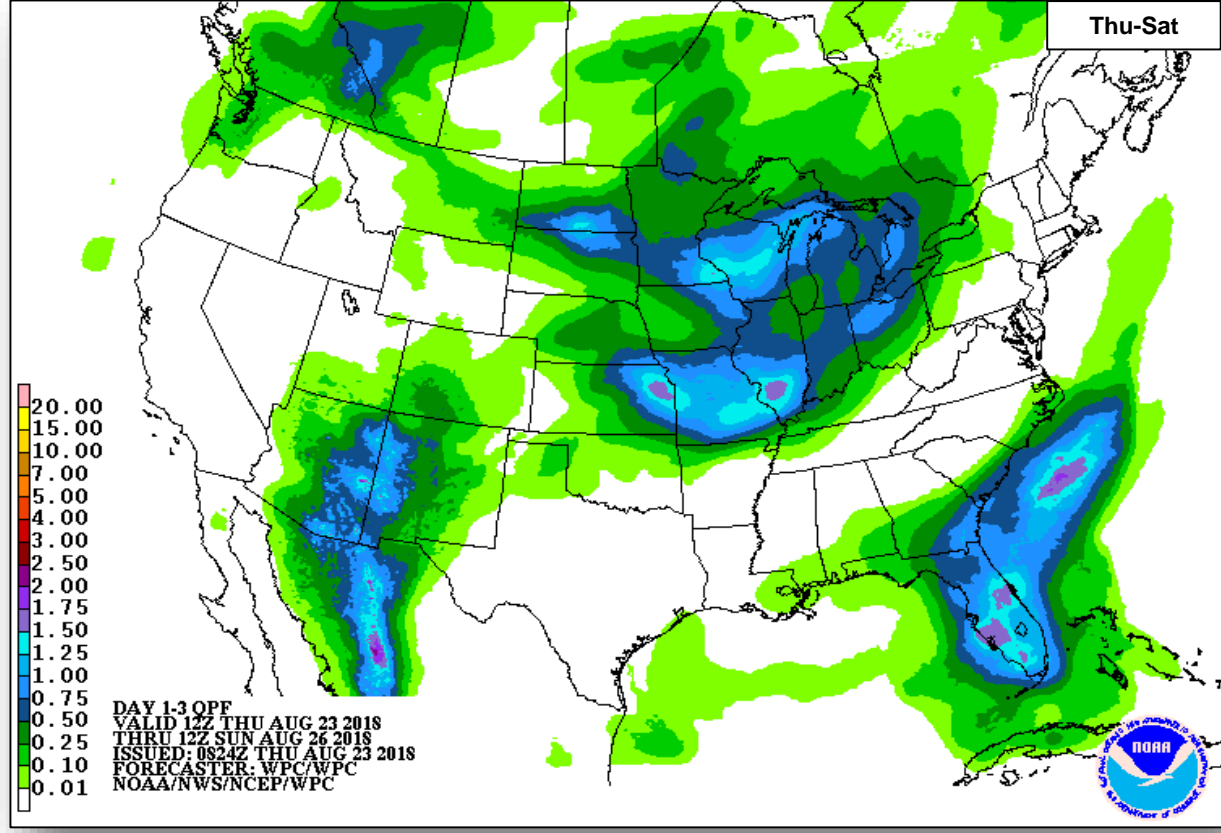 Thu-Sat
20.00
15.00
10.00
7.00
5.00
4.00
3.00
2.50
2.00
1.75
1.50
1.25
1.00
0.75
0.50
0.25
0.10
0.01
DAY 1-3 QPF
VALID 12Z THU AUG 23 2018
THRU 12Z SUN AUG 26 2018
ISSUED: 0824Z THU AUG 23 2018
FORECASTER: WPC/WPC
NOAA/NWS/NCEP/WPC
NOAA